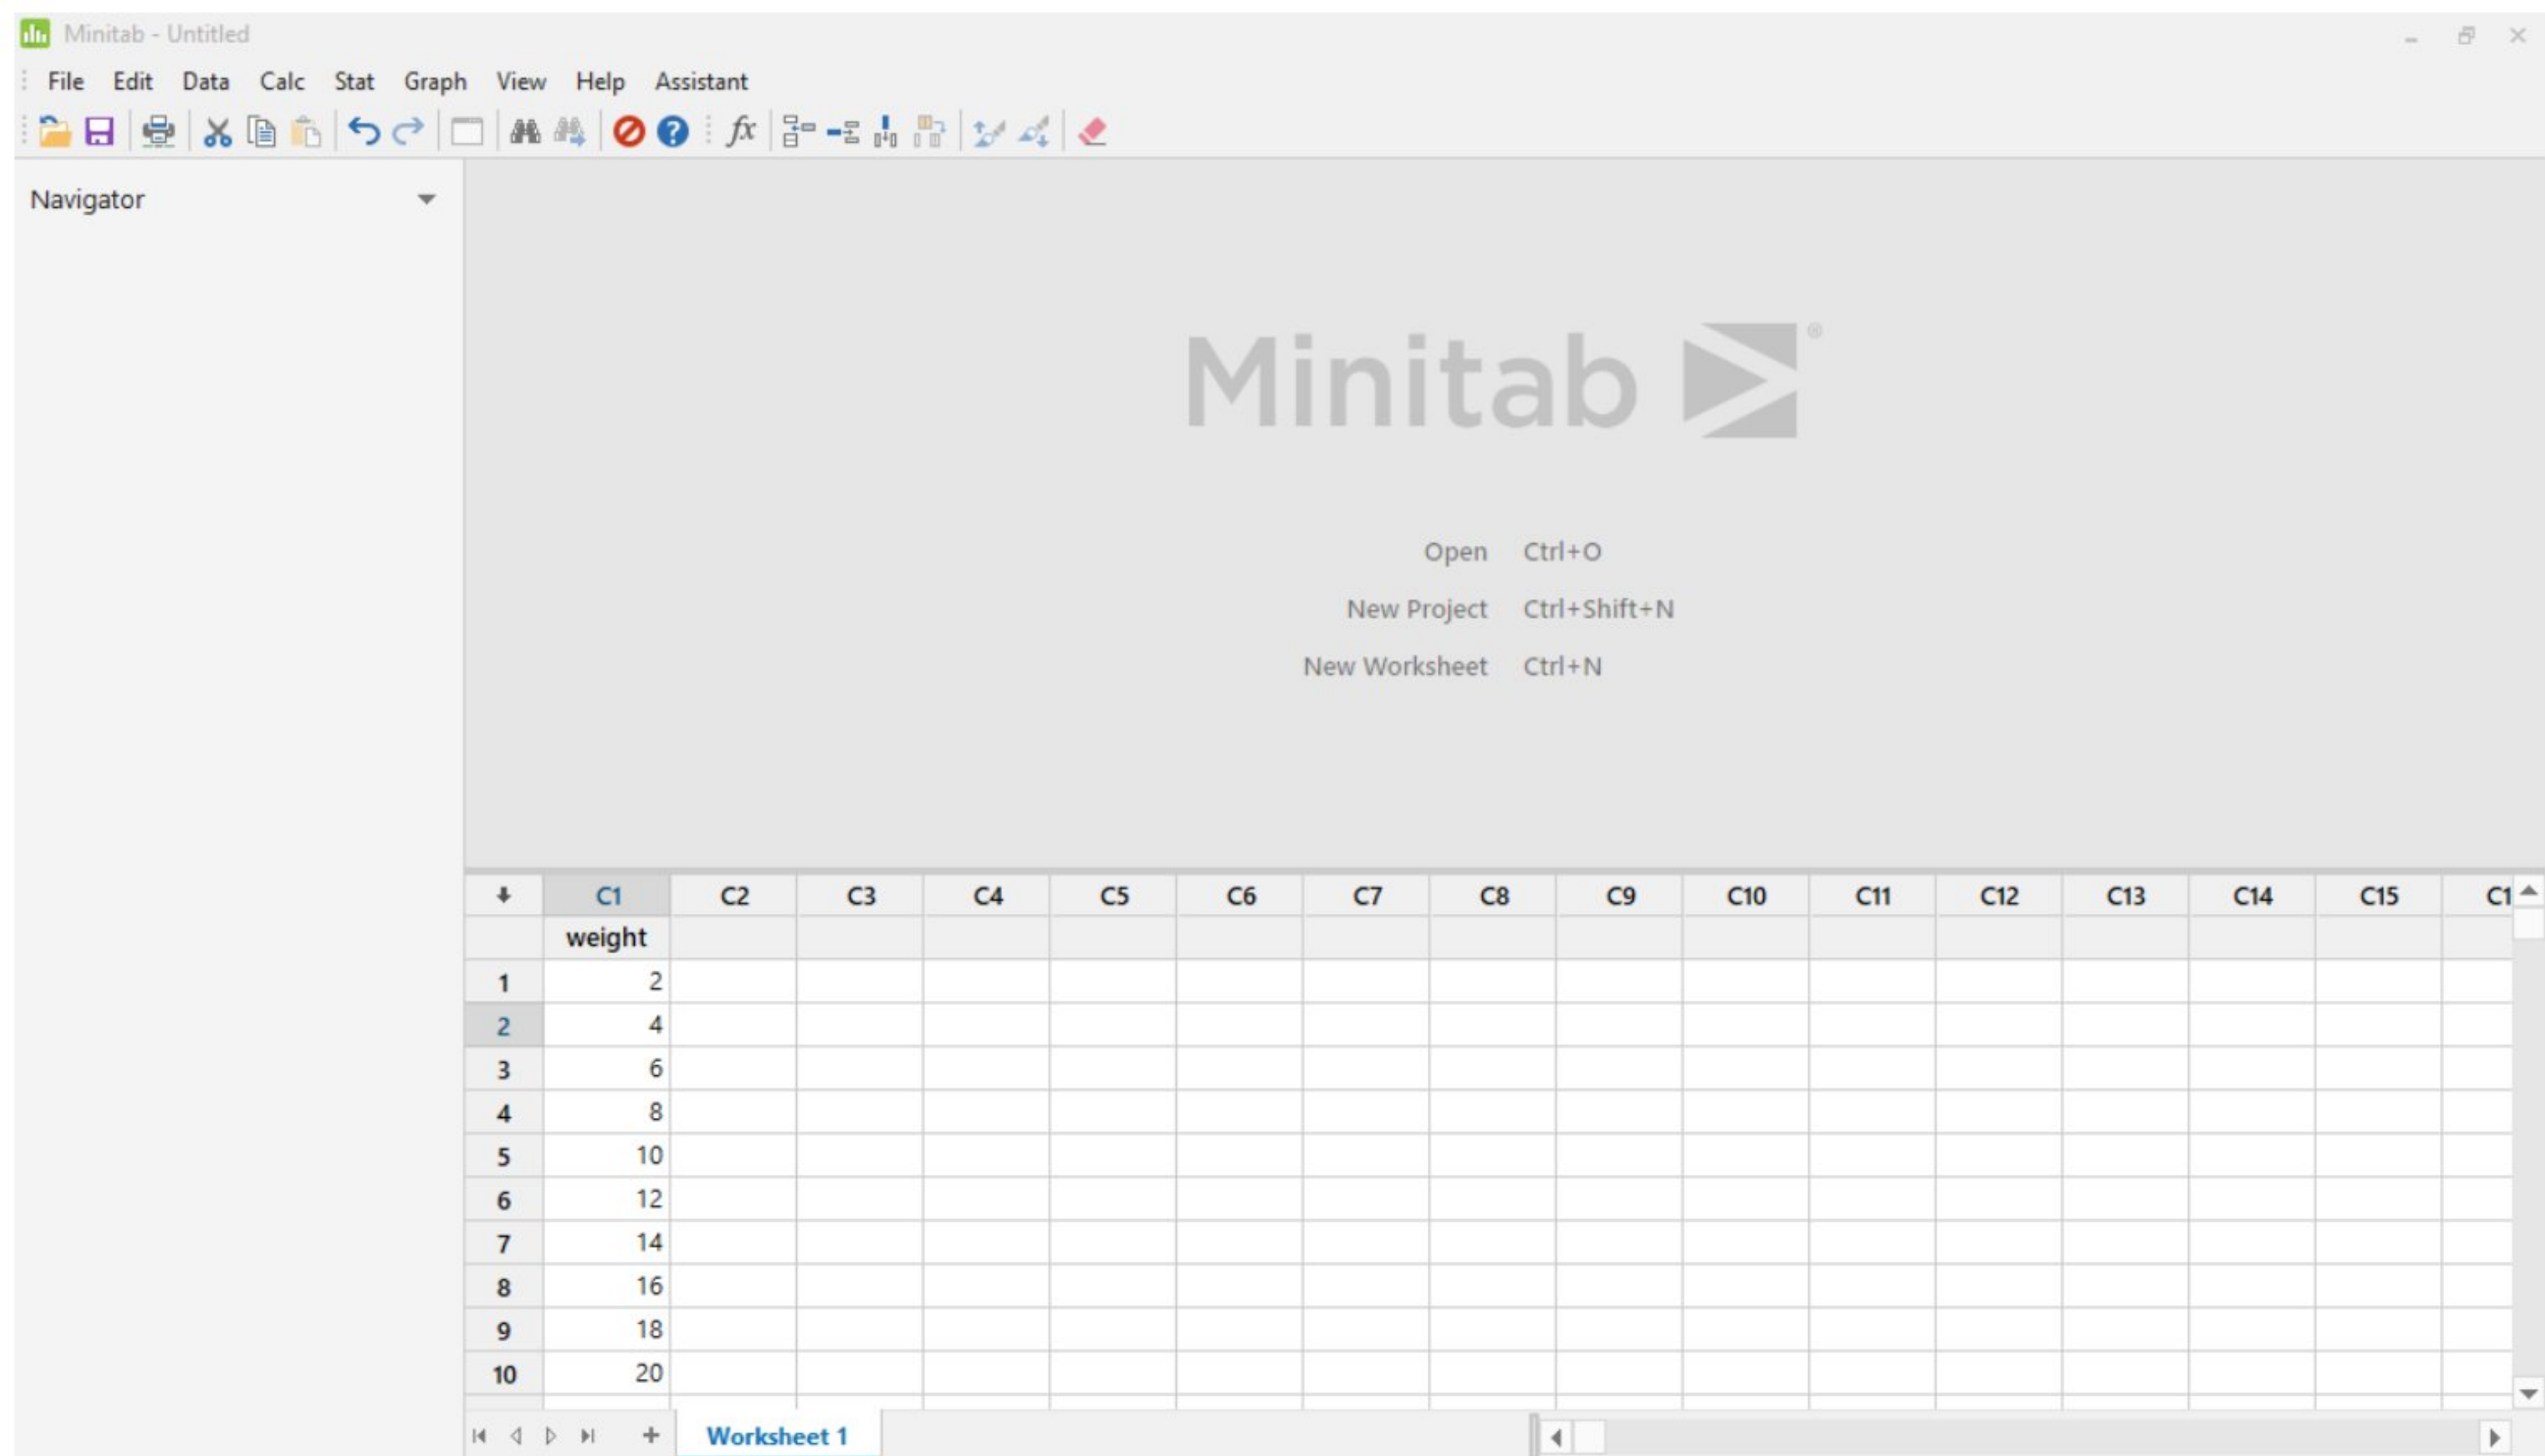 Minitab - Untitled
File Edit Data Calc Stat Graph View Help Assistant
fx
Navigator
Minitab ®
Open Ctrl+O
New Project Ctrl+Shift+N
New Worksheet Ctrl+N
C1 C2 C3 C4 C5 C6 C7 C8 C9 C10 C11 C12 C13 C14 C15 C1
weight
1 2
2 4
3 6
4 8
5 10
6 12
7 14
8 16
9 18
10 20
+ Worksheet 1